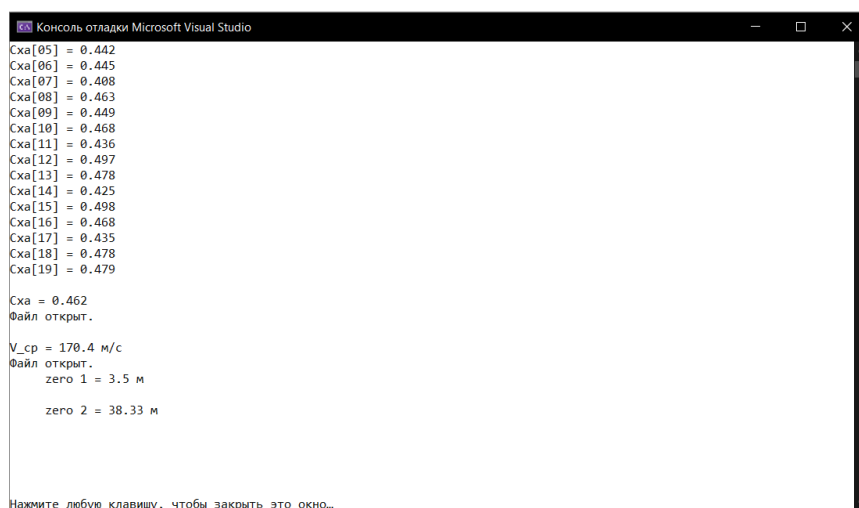 Консоль отладки Microsoft Visual Studio
Cxa[05] = 0.442
Cxa[06] = 0.445
Cxa[07] = 0.408
Cxa[08] = 0.463
Cxa[09] = 0.449
Cxa[10] = 0.468
Cxa[11] = 0.436
Cxa[12] = 0.497
Cxa[13] = 0.478
Cxa[14] = 0.425
Cxa[15] = 0.498
Cxa[16] = 0.468
Cxa[17] = 0.435
Cxa[18] = 0.478
Cxa[19] = 0.479
Cxa = 0.462
Файл открыт.
V_ср = 170.4 м/с
Файл открыт.
zero 1 = 3.5 м
zero 2 = 38.33 м
Нажмите любую клавишу, чтобы закрыть это окно…